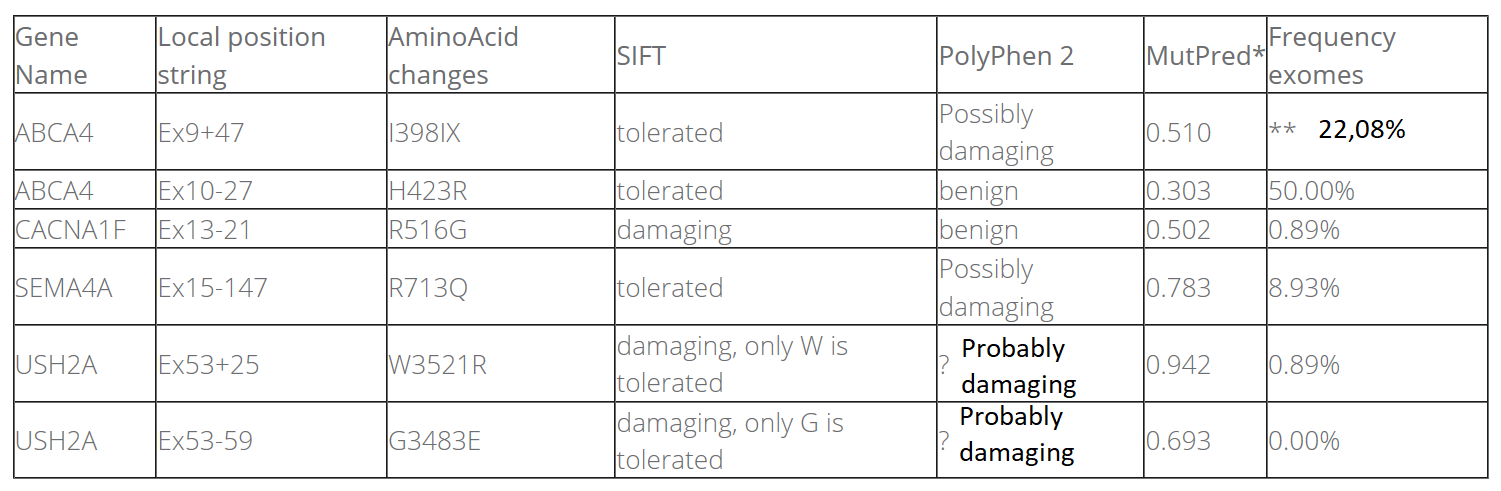 Gene Name Local position string AminoAcid changes SIFT PolyPhen 2 MutPred* Frequency exomes
ABCA4 Ex9+47 I398IX tolerated Possibly damaging 0.510 ** 22,08%
ABCA4 Ex10-27 H423R tolerated benign 0.303 50.00%
CACNA1F Ex13-21 R516G damaging benign 0.502 0.89%
SEMA4A Ex15-147 R713Q tolerated Possibly damaging 0.783 8.93%
USH2A Ex53+25 W3521R damaging, only W is tolerated ? Probably damaging 0.942 0.89%
USH2A Ex53-59 G3483E damaging, only G is tolerated ? Probably damaging 0.693 0.00%